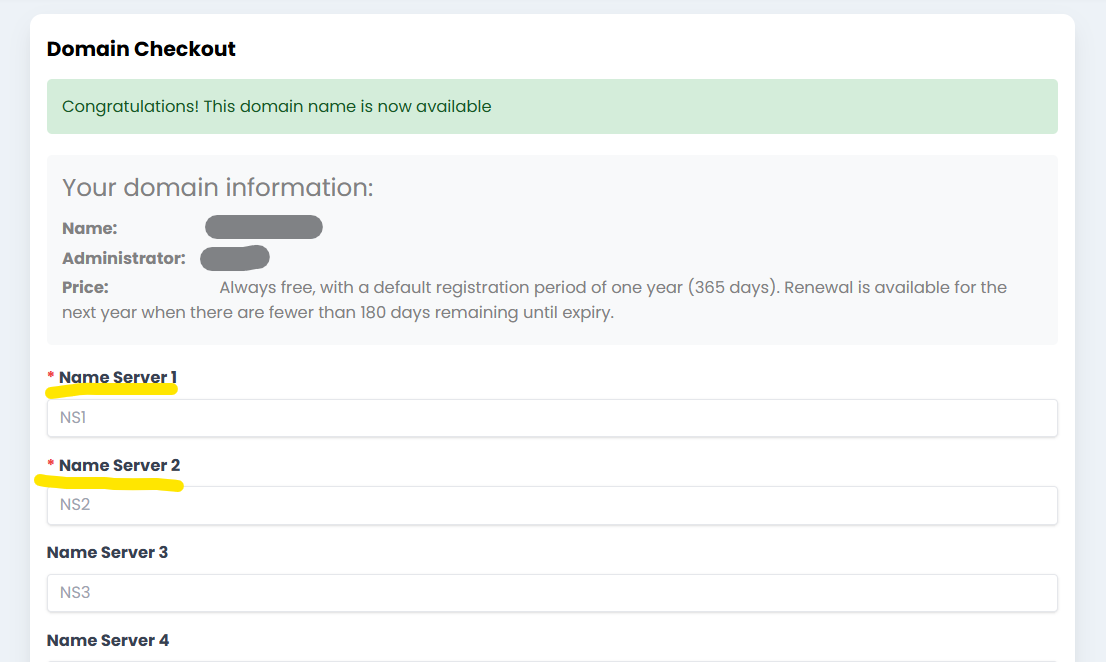 Domain Checkout
Congratulations! This domain name is now available
Your domain information:
Name:
Administrator:
Price: Always free, with a default registration period of one year (365 days). Renewal is available for the
next year when there are fewer than 180 days remaining until expiry.
* Name Server 1
NS1
* Name Server 2
NS2
Name Server 3
NS3
Name Server 4